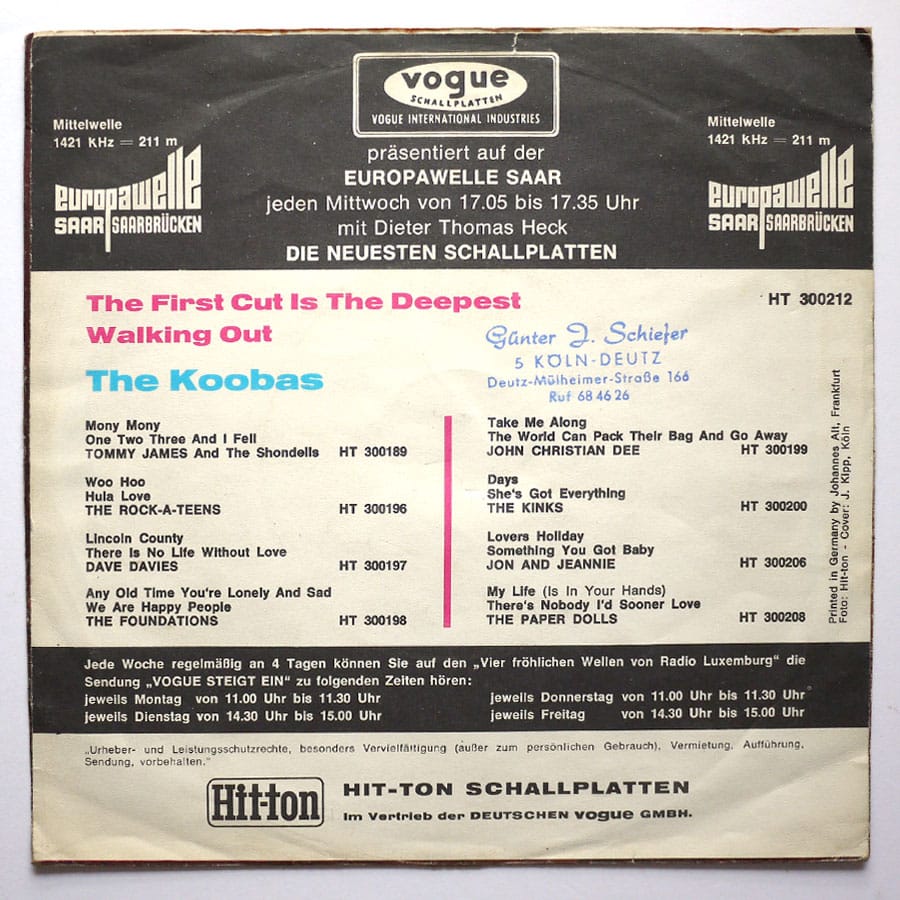 vogue
SCHALLPLATTEN
VOGUE INTERNATIONAL INDUSTRIES
Mittelwelle
1421 KHz = 211 m
europawelle
SAAR SAARBRÜCKEN
Mittelwelle
1421 KHz = 211 m
europawelle
SAAR SAARBRÜCKEN
präsentiert auf der
EUROPAWELLE SAAR
jeden Mittwoch von 17.05 bis 17.35 Uhr
mit Dieter Thomas Heck
DIE NEUESTEN SCHALLPLATTEN
The First Cut Is The Deepest
HT 300212
Walking Out
The Koobas
Günter J. Schiefer
5 KÖLN-DEUTZ
Deutz-Mülheimer-Straße 166
Ruf 68 46 26
Mony Mony
One Two Three And I Fell
TOMMY JAMES And The Shondells HT 300189
Woo Hoo
Hula Love
THE ROCK-A-TEENS HT 300196
Lincoln County
There Is No Life Without Love
DAVE DAVIES HT 300197
Any Old Time You're Lonely And Sad
We Are Happy People
THE FOUNDATIONS HT 300198
Take Me Along
The World Can Pack Their Bag And Go Away
JOHN CHRISTIAN DEE HT 300199
Days
She's Got Everything
THE KINKS HT 300200
Lovers Holiday
Something You Got Baby
JON AND JEANNIE HT 300206
My Life (Is In Your Hands)
There's Nobody I'd Sooner Love
THE PAPER DOLLS HT 300208
Printed in Germany by Johannes Alt, Frankfurt
Foto: Hit-ton - Cover: J. Kipp, Köln
Jede Woche regelmäßig an 4 Tagen können Sie auf den „Vier fröhlichen Wellen von Radio Luxemburg" die
Sendung „VOGUE STEIGT EIN" zu folgenden Zeiten hören:
jeweils Montag von 11.00 Uhr bis 11.30 Uhr jeweils Donnerstag von 11.00 Uhr bis 11.30 Uhr
jeweils Dienstag von 14.30 Uhr bis 15.00 Uhr jeweils Freitag von 14.30 Uhr bis 15.00 Uhr
„Urheber- und Leistungsschutzrechte, besonders Vervielfältigung (außer zum persönlichen Gebrauch), Vermietung, Aufführung,
Sendung, vorbehalten."
Hit-ton
HIT-TON SCHALLPLATTEN
Im Vertrieb der DEUTSCHEN vogue GMBH.